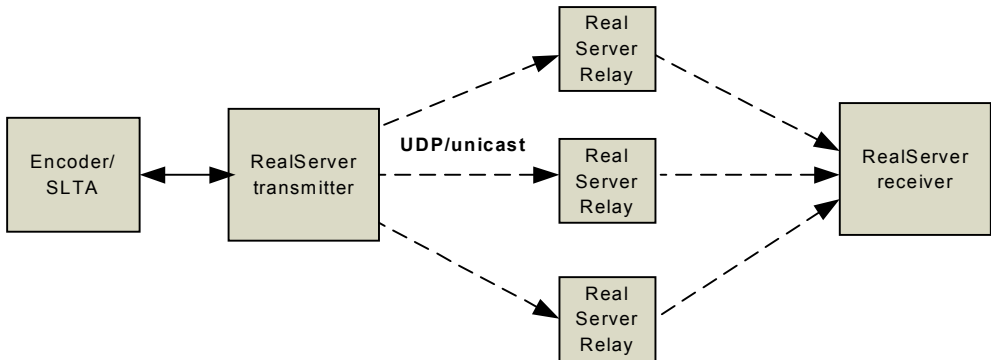 Encoder/
SLTA
RealServer
transmitter
UDP/unicast
Real
Server
Relay
Real
Server
Relay
Real
Server
Relay
RealServer
receiver